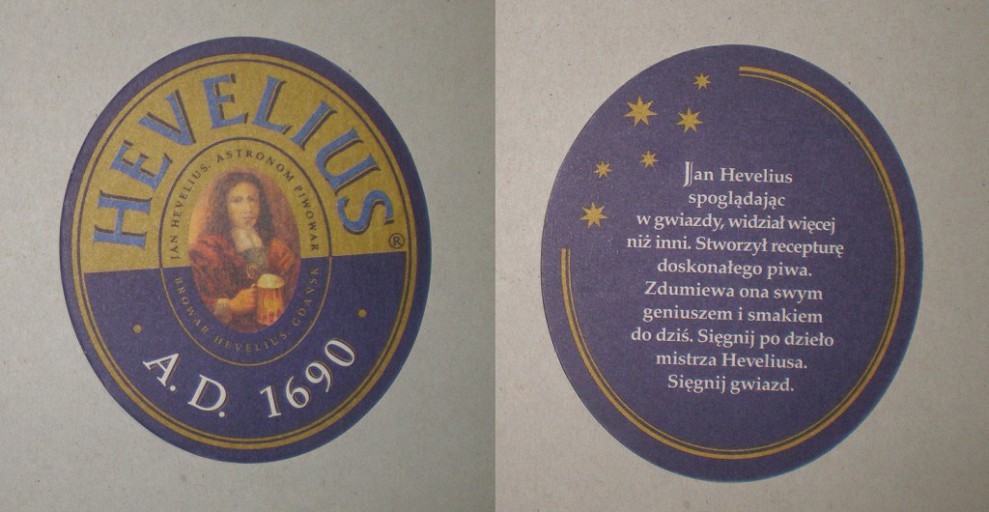 HEVELIUS®
JAN HEVELIUS. ASTRONOM PIWOWAR
BROWAR HEVELIUS. GDAŃSK
A. D. 1690
Jan Hevelius
spoglądając
w gwiazdy, widział więcej
niż inni. Stworzył recepturę
doskonałego piwa.
Zdumiewa ona swym
geniuszem i smakiem
do dziś. Sięgnij po dzieło
mistrza Heveliusa.
Sięgnij gwiazd.